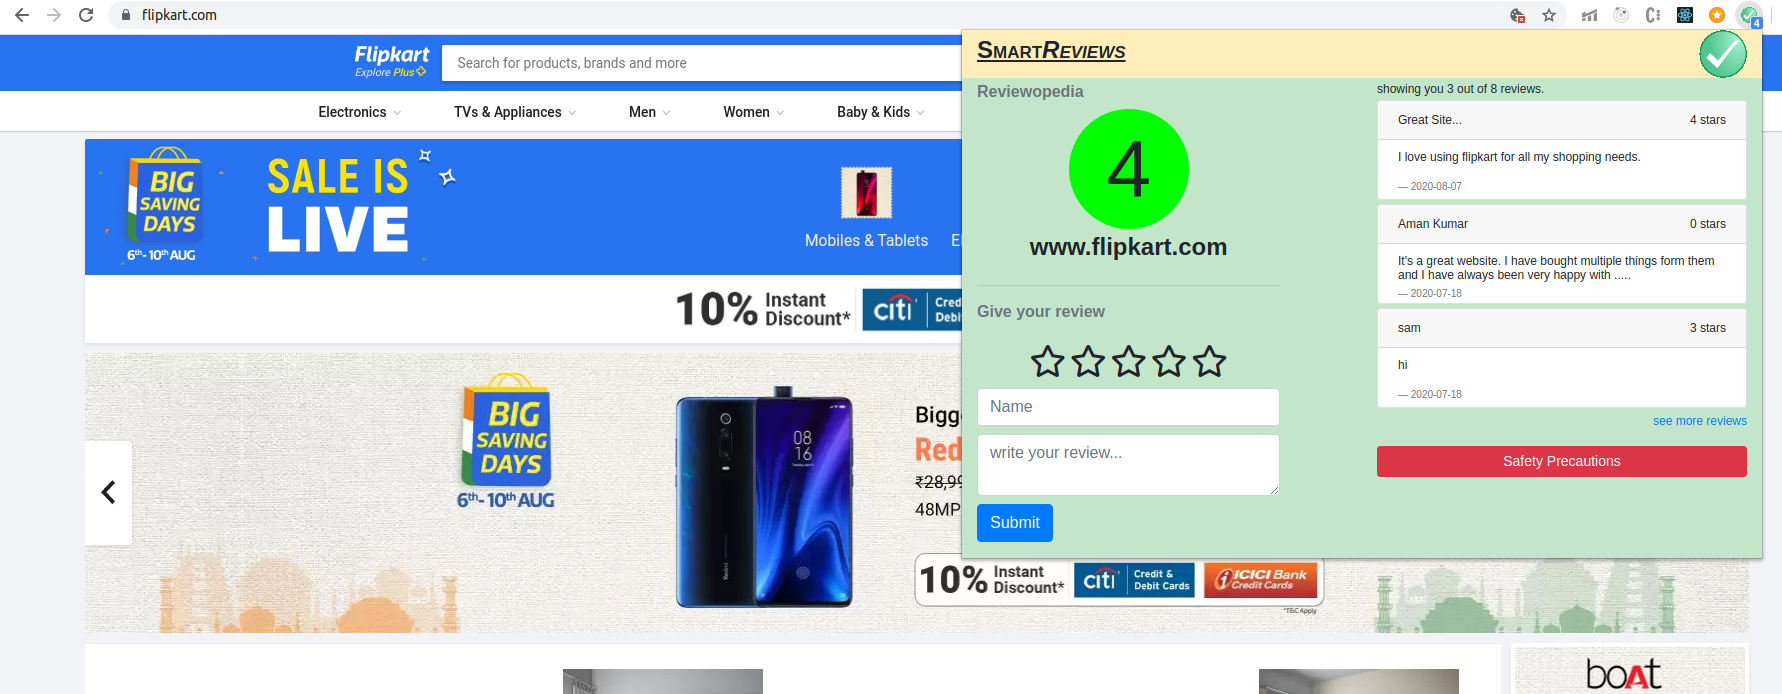 flipkart.com
4
Flipkart
Explore Plus
Search for products, brands and more
Electronics
TVs & Appliances
Men
Women
Baby & Kids
BIG
SAVING
DAYS
6th-10th AUG
SALE IS
LIVE
Mobiles & Tablets
El
10% Instant
Discount*
citi
Cred
Debi
BIG
SAVING
DAYS
6th-10th AUG
08
16
Redmi
Bigg
Red
₹28,99
48MP
10% Instant
Discount*
citi
Credit &
Debit Cards
ICICI Bank
Credit Cards
*T&C Apply
boAt
SMARTREVIEWS
Reviewopedia
4
www.flipkart.com
Give your review
Name
write your review...
Submit
showing you 3 out of 8 reviews.
Great Site... 4 stars
I love using flipkart for all my shopping needs.
— 2020-08-07
Aman Kumar 0 stars
It's a great website. I have bought multiple things form them
and I have always been very happy with .....
— 2020-07-18
sam 3 stars
hi
— 2020-07-18
see more reviews
Safety Precautions